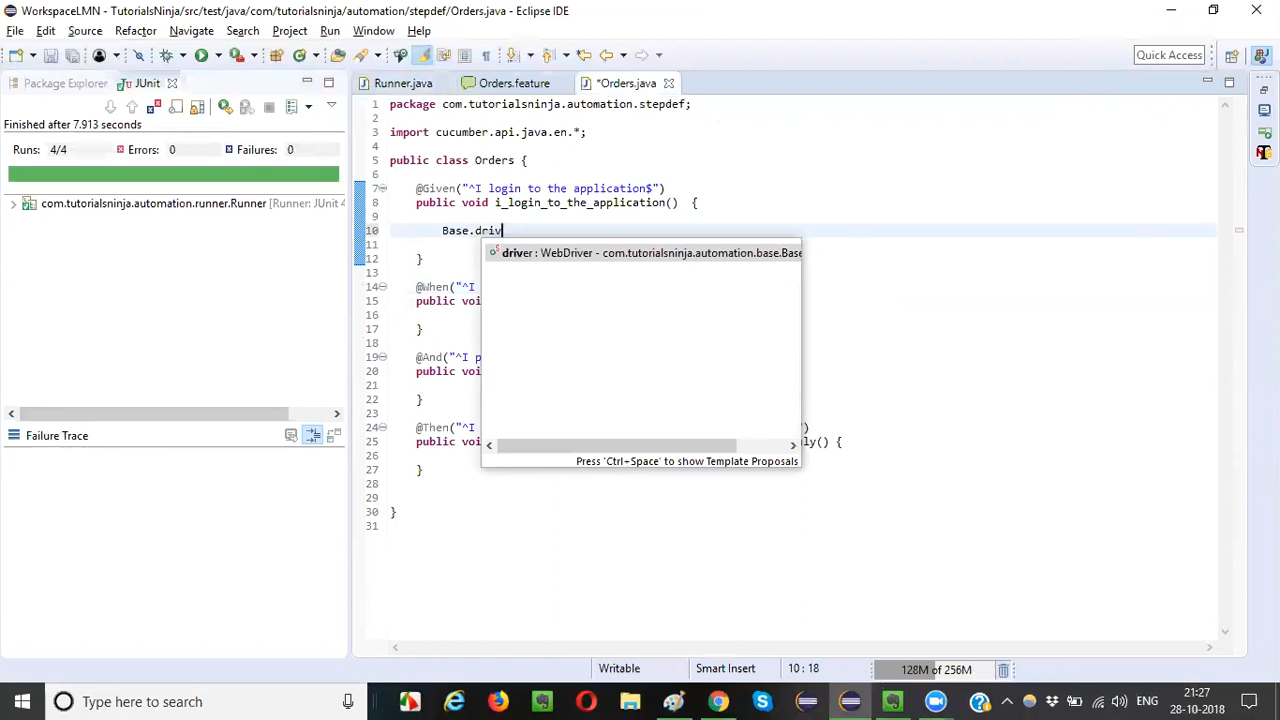 WorkspaceLMN - TutorialsNinja/src/test/java/com/tutorialsninja/automation/stepdef/Orders.java - Eclipse IDE
File Edit Source Refactor Navigate Search Project Run Window Help
Quick Access
Package Explorer JUnit
Runner.java Orders.feature *Orders.java
Finished after 7.913 seconds
Runs: 4/4 Errors: 0 Failures: 0
com.tutorialsninja.automation.runner.Runner [Runner: JUnit 4
Failure Trace
1 package com.tutorialsninja.automation.stepdef;
2
3 import cucumber.api.java.en.*;
4
5 public class Orders {
6
7 @Given("^I login to the application$")
8 public void i_login_to_the_application() {
9
10 Base.driv
driver : WebDriver - com.tutorialsninja.automation.base.Base
11
12 }
13
14 @When("^I
15 public voi
16
17 }
18
19 @And("^I p
20 public voi
21
22 }
23
24 @Then("^I ")
25 public voi ly() {
26
Press 'Ctrl+Space' to show Template Proposals
27 }
28
29
30 }
31
Writable Smart Insert 10 : 18 128M of 256M
Type here to search
ENG
21:27
28-10-2018